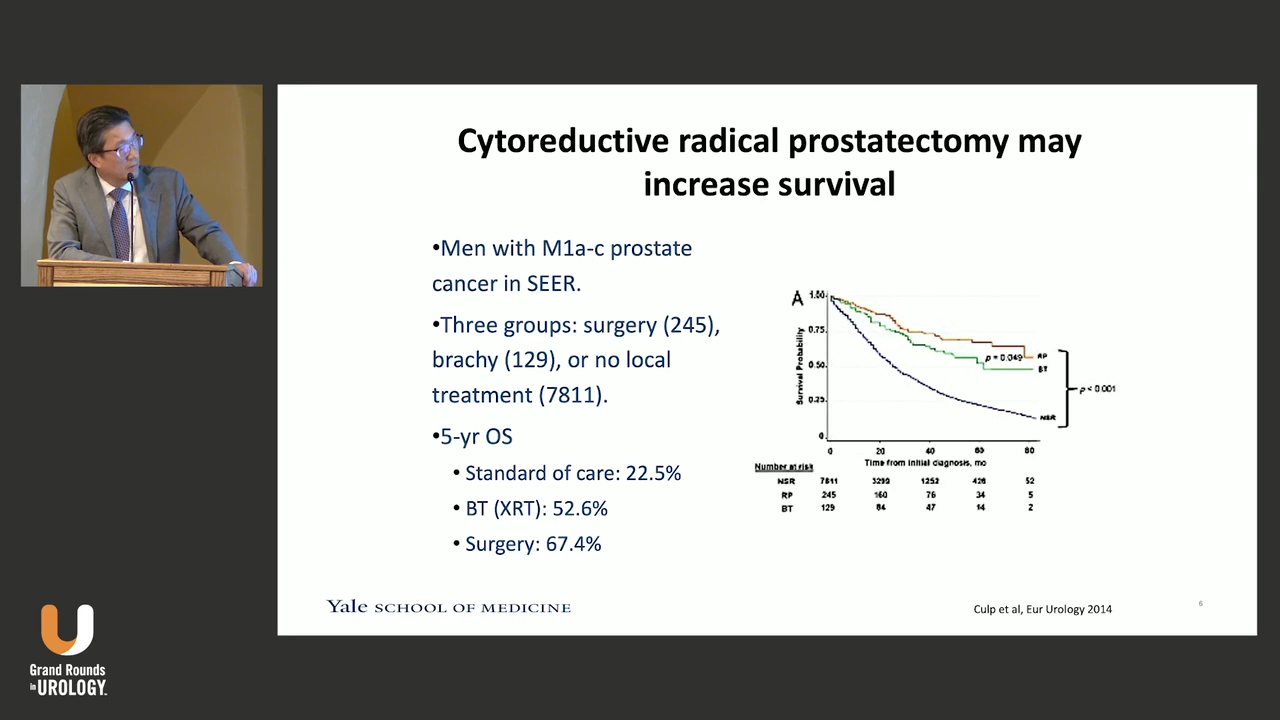 Cytoreductive radical prostatectomy may
increase survival
•Men with M1a-c prostate
cancer in SEER.
•Three groups: surgery (245),
brachy (129), or no local
treatment (7811).
•5-yr OS
• Standard of care: 22.5%
• BT (XRT): 52.6%
• Surgery: 67.4%
A
Survival Probability
1.00
0.75
0.50
0.25
0
p = 0.049
RP
BT
NSR
p < 0.001
0 20 40 60 80
Time from initial diagnosis, mo
Number at risk
NSR 7811 3299 1252 426 52
RP 245 160 76 34 5
BT 129 84 47 14 2
Yale SCHOOL OF MEDICINE
Culp et al, Eur Urology 2014
6
Grand Rounds
in UROLOGY